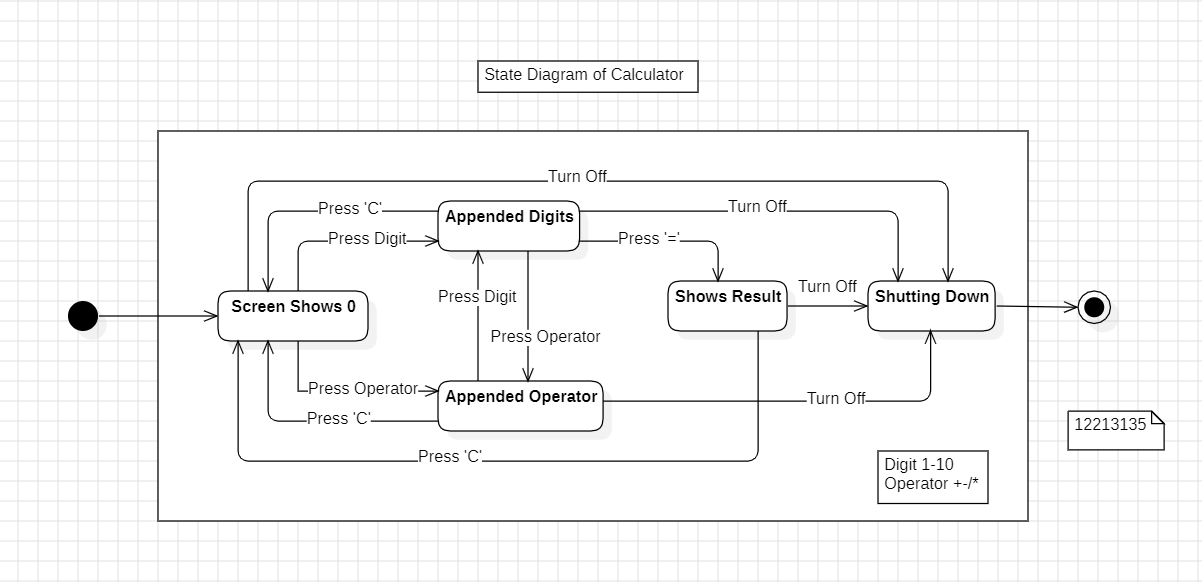 State Diagram of Calculator
Turn Off
Press 'C'
Appended Digits
Turn Off
Press Digit
Press '='
Screen Shows 0
Press Digit
Shows Result
Turn Off
Shutting Down
Press Operator
Press Operator
Appended Operator
Turn Off
Press 'C'
Press 'C'
12213135
Digit 1-10
Operator +-/*